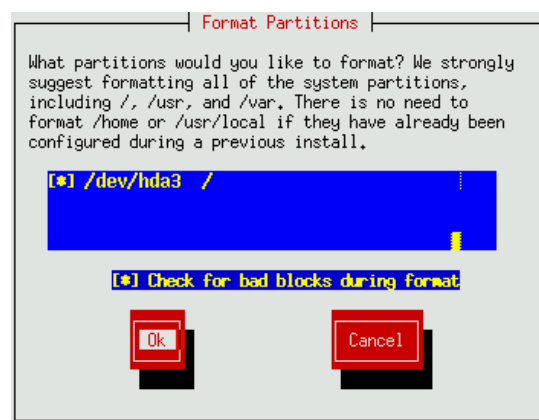 Format Partitions
What partitions would you like to format? We strongly
suggest formatting all of the system partitions,
including /, /usr, and /var. There is no need to
format /home or /usr/local if they have already been
configured during a previous install.
[*] /dev/hda3  /
[*] Check for bad blocks during format
Ok Cancel